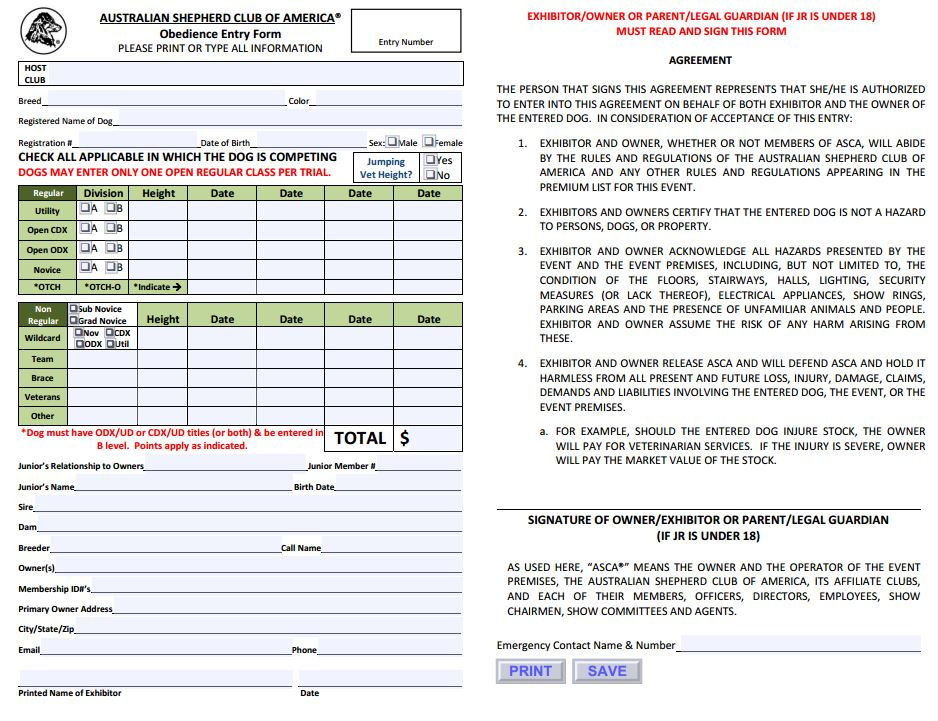 AUSTRALIAN SHEPHERD CLUB OF AMERICA®
Obedience Entry Form
PLEASE PRINT OR TYPE ALL INFORMATION
Entry Number
HOST
CLUB
Breed Color
Registered Name of Dog
Registration # Date of Birth Sex: Male Female
CHECK ALL APPLICABLE IN WHICH THE DOG IS COMPETING
DOGS MAY ENTER ONLY ONE OPEN REGULAR CLASS PER TRIAL.
Jumping Yes
Vet Height? No
Regular Division Height Date Date Date Date
Utility A B
Open CDX A B
Open ODX A B
Novice A B
*OTCH *OTCH-O *Indicate →
Non Sub Novice
Regular Grad Novice Height Date Date Date Date
Wildcard Nov CDX
ODX Util
Team
Brace
Veterans
Other
*Dog must have ODX/UD or CDX/UD titles (or both) & be entered in
B level. Points apply as indicated.
TOTAL $
Junior's Relationship to Owners Junior Member #
Junior's Name Birth Date
Sire
Dam
Breeder Call Name
Owner(s)
Membership ID#'s
Primary Owner Address
City/State/Zip
Email Phone
Printed Name of Exhibitor Date
EXHIBITOR/OWNER OR PARENT/LEGAL GUARDIAN (IF JR IS UNDER 18)
MUST READ AND SIGN THIS FORM
AGREEMENT
THE PERSON THAT SIGNS THIS AGREEMENT REPRESENTS THAT SHE/HE IS AUTHORIZED
TO ENTER INTO THIS AGREEMENT ON BEHALF OF BOTH EXHIBITOR AND THE OWNER OF
THE ENTERED DOG. IN CONSIDERATION OF ACCEPTANCE OF THIS ENTRY:
1. EXHIBITOR AND OWNER, WHETHER OR NOT MEMBERS OF ASCA, WILL ABIDE
BY THE RULES AND REGULATIONS OF THE AUSTRALIAN SHEPHERD CLUB OF
AMERICA AND ANY OTHER RULES AND REGULATIONS APPEARING IN THE
PREMIUM LIST FOR THIS EVENT.
2. EXHIBITORS AND OWNERS CERTIFY THAT THE ENTERED DOG IS NOT A HAZARD
TO PERSONS, DOGS, OR PROPERTY.
3. EXHIBITOR AND OWNER ACKNOWLEDGE ALL HAZARDS PRESENTED BY THE
EVENT AND THE EVENT PREMISES, INCLUDING, BUT NOT LIMITED TO, THE
CONDITION OF THE FLOORS, STAIRWAYS, HALLS, LIGHTING, SECURITY
MEASURES (OR LACK THEREOF), ELECTRICAL APPLIANCES, SHOW RINGS,
PARKING AREAS AND THE PRESENCE OF UNFAMILIAR ANIMALS AND PEOPLE.
EXHIBITOR AND OWNER ASSUME THE RISK OF ANY HARM ARISING FROM
THESE.
4. EXHIBITOR AND OWNER RELEASE ASCA AND WILL DEFEND ASCA AND HOLD IT
HARMLESS FROM ALL PRESENT AND FUTURE LOSS, INJURY, DAMAGE, CLAIMS,
DEMANDS AND LIABILITIES INVOLVING THE ENTERED DOG, THE EVENT, OR THE
EVENT PREMISES.
a. FOR EXAMPLE, SHOULD THE ENTERED DOG INJURE STOCK, THE OWNER
WILL PAY FOR VETERINARIAN SERVICES. IF THE INJURY IS SEVERE, OWNER
WILL PAY THE MARKET VALUE OF THE STOCK.
SIGNATURE OF OWNER/EXHIBITOR OR PARENT/LEGAL GUARDIAN
(IF JR IS UNDER 18)
AS USED HERE, "ASCA®" MEANS THE OWNER AND THE OPERATOR OF THE EVENT
PREMISES, THE AUSTRALIAN SHEPHERD CLUB OF AMERICA, ITS AFFILIATE CLUBS,
AND EACH OF THEIR MEMBERS, OFFICERS, DIRECTORS, EMPLOYEES, SHOW
CHAIRMEN, SHOW COMMITTEES AND AGENTS.
Emergency Contact Name & Number
PRINT SAVE